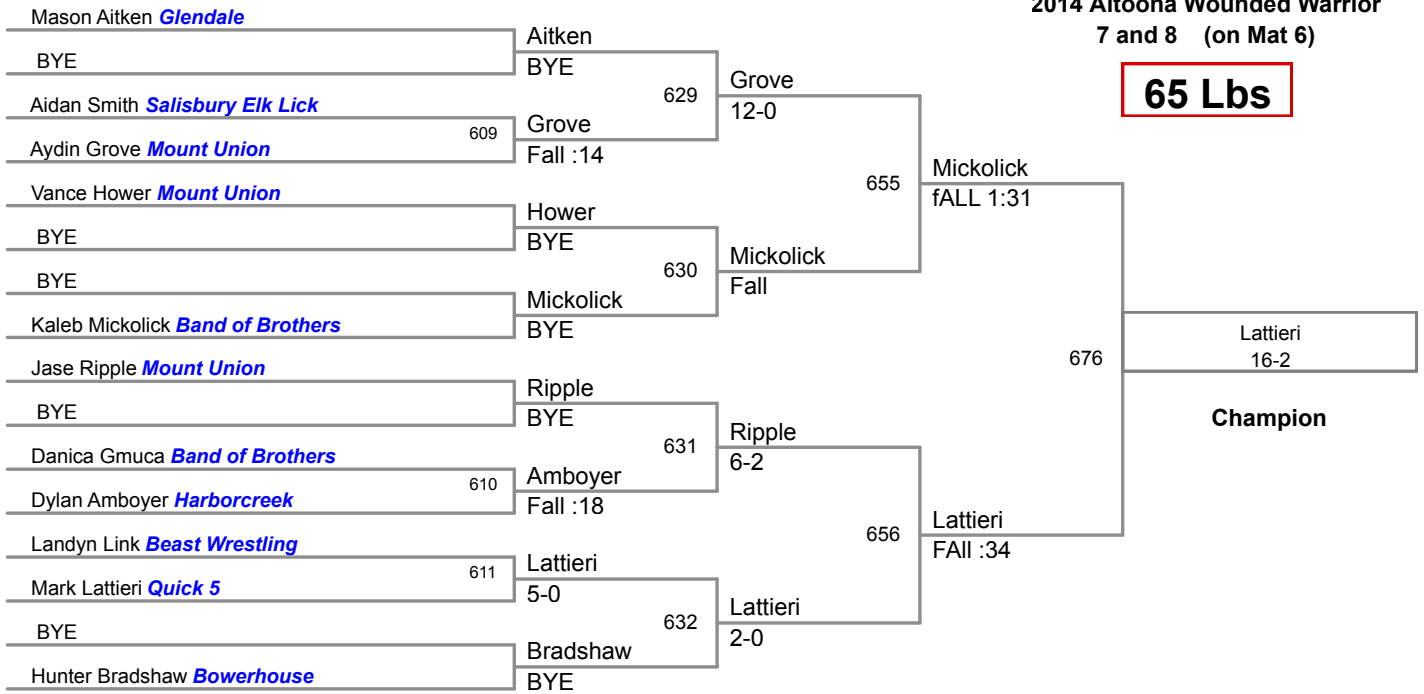 2014 Altoona Wounded Warrior
7 and 8 (on Mat 6)
65 Lbs
Mason Aitken Glendale
BYE
Aidan Smith Salisbury Elk Lick
Aydin Grove Mount Union
Vance Hower Mount Union
BYE
BYE
Kaleb Mickolick Band of Brothers
Jase Ripple Mount Union
BYE
Danica Gmuca Band of Brothers
Dylan Amboyer Harborcreek
Landyn Link Beast Wrestling
Mark Lattieri Quick 5
BYE
Hunter Bradshaw Bowerhouse
609
610
611
Aitken
BYE
Grove
Fall :14
Hower
BYE
Mickolick
BYE
Ripple
BYE
Amboyer
Fall :18
Lattieri
5-0
Bradshaw
BYE
629
630
631
632
Grove
12-0
Mickolick
Fall
Ripple
6-2
Lattieri
2-0
655
656
Mickolick
fALL 1:31
Lattieri
FAll :34
676
Lattieri
16-2
Champion